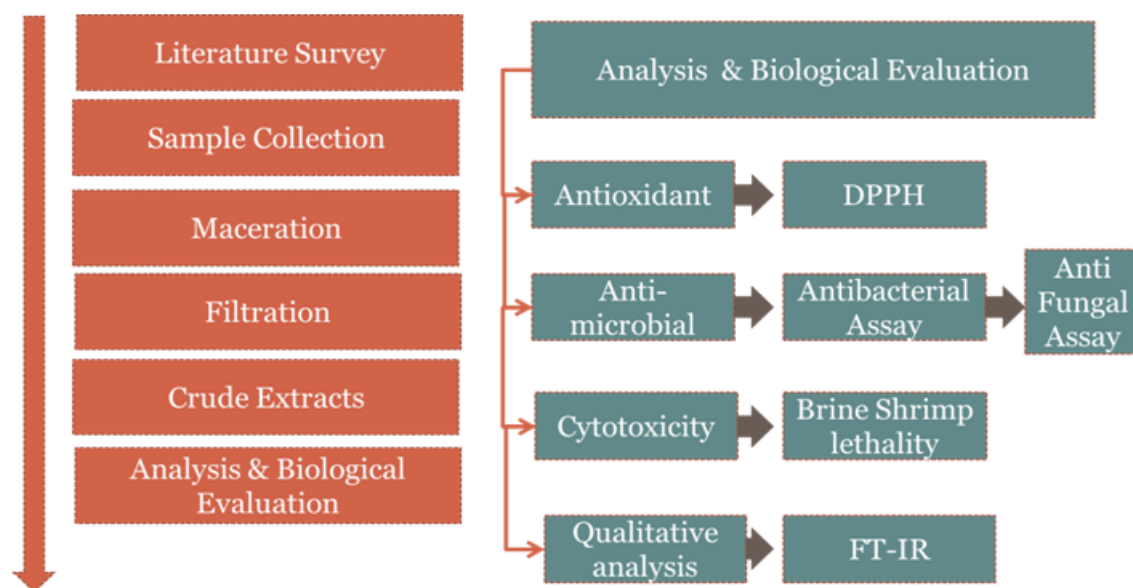 Literature Survey
Sample Collection
Maceration
Filtration
Crude Extracts
Analysis & Biological
Evaluation
Analysis & Biological Evaluation
Antioxidant
DPPH
Anti-
microbial
Antibacterial
Assay
Anti
Fungal
Assay
Cytotoxicity
Brine Shrimp
lethality
Qualitative
analysis
FT-IR